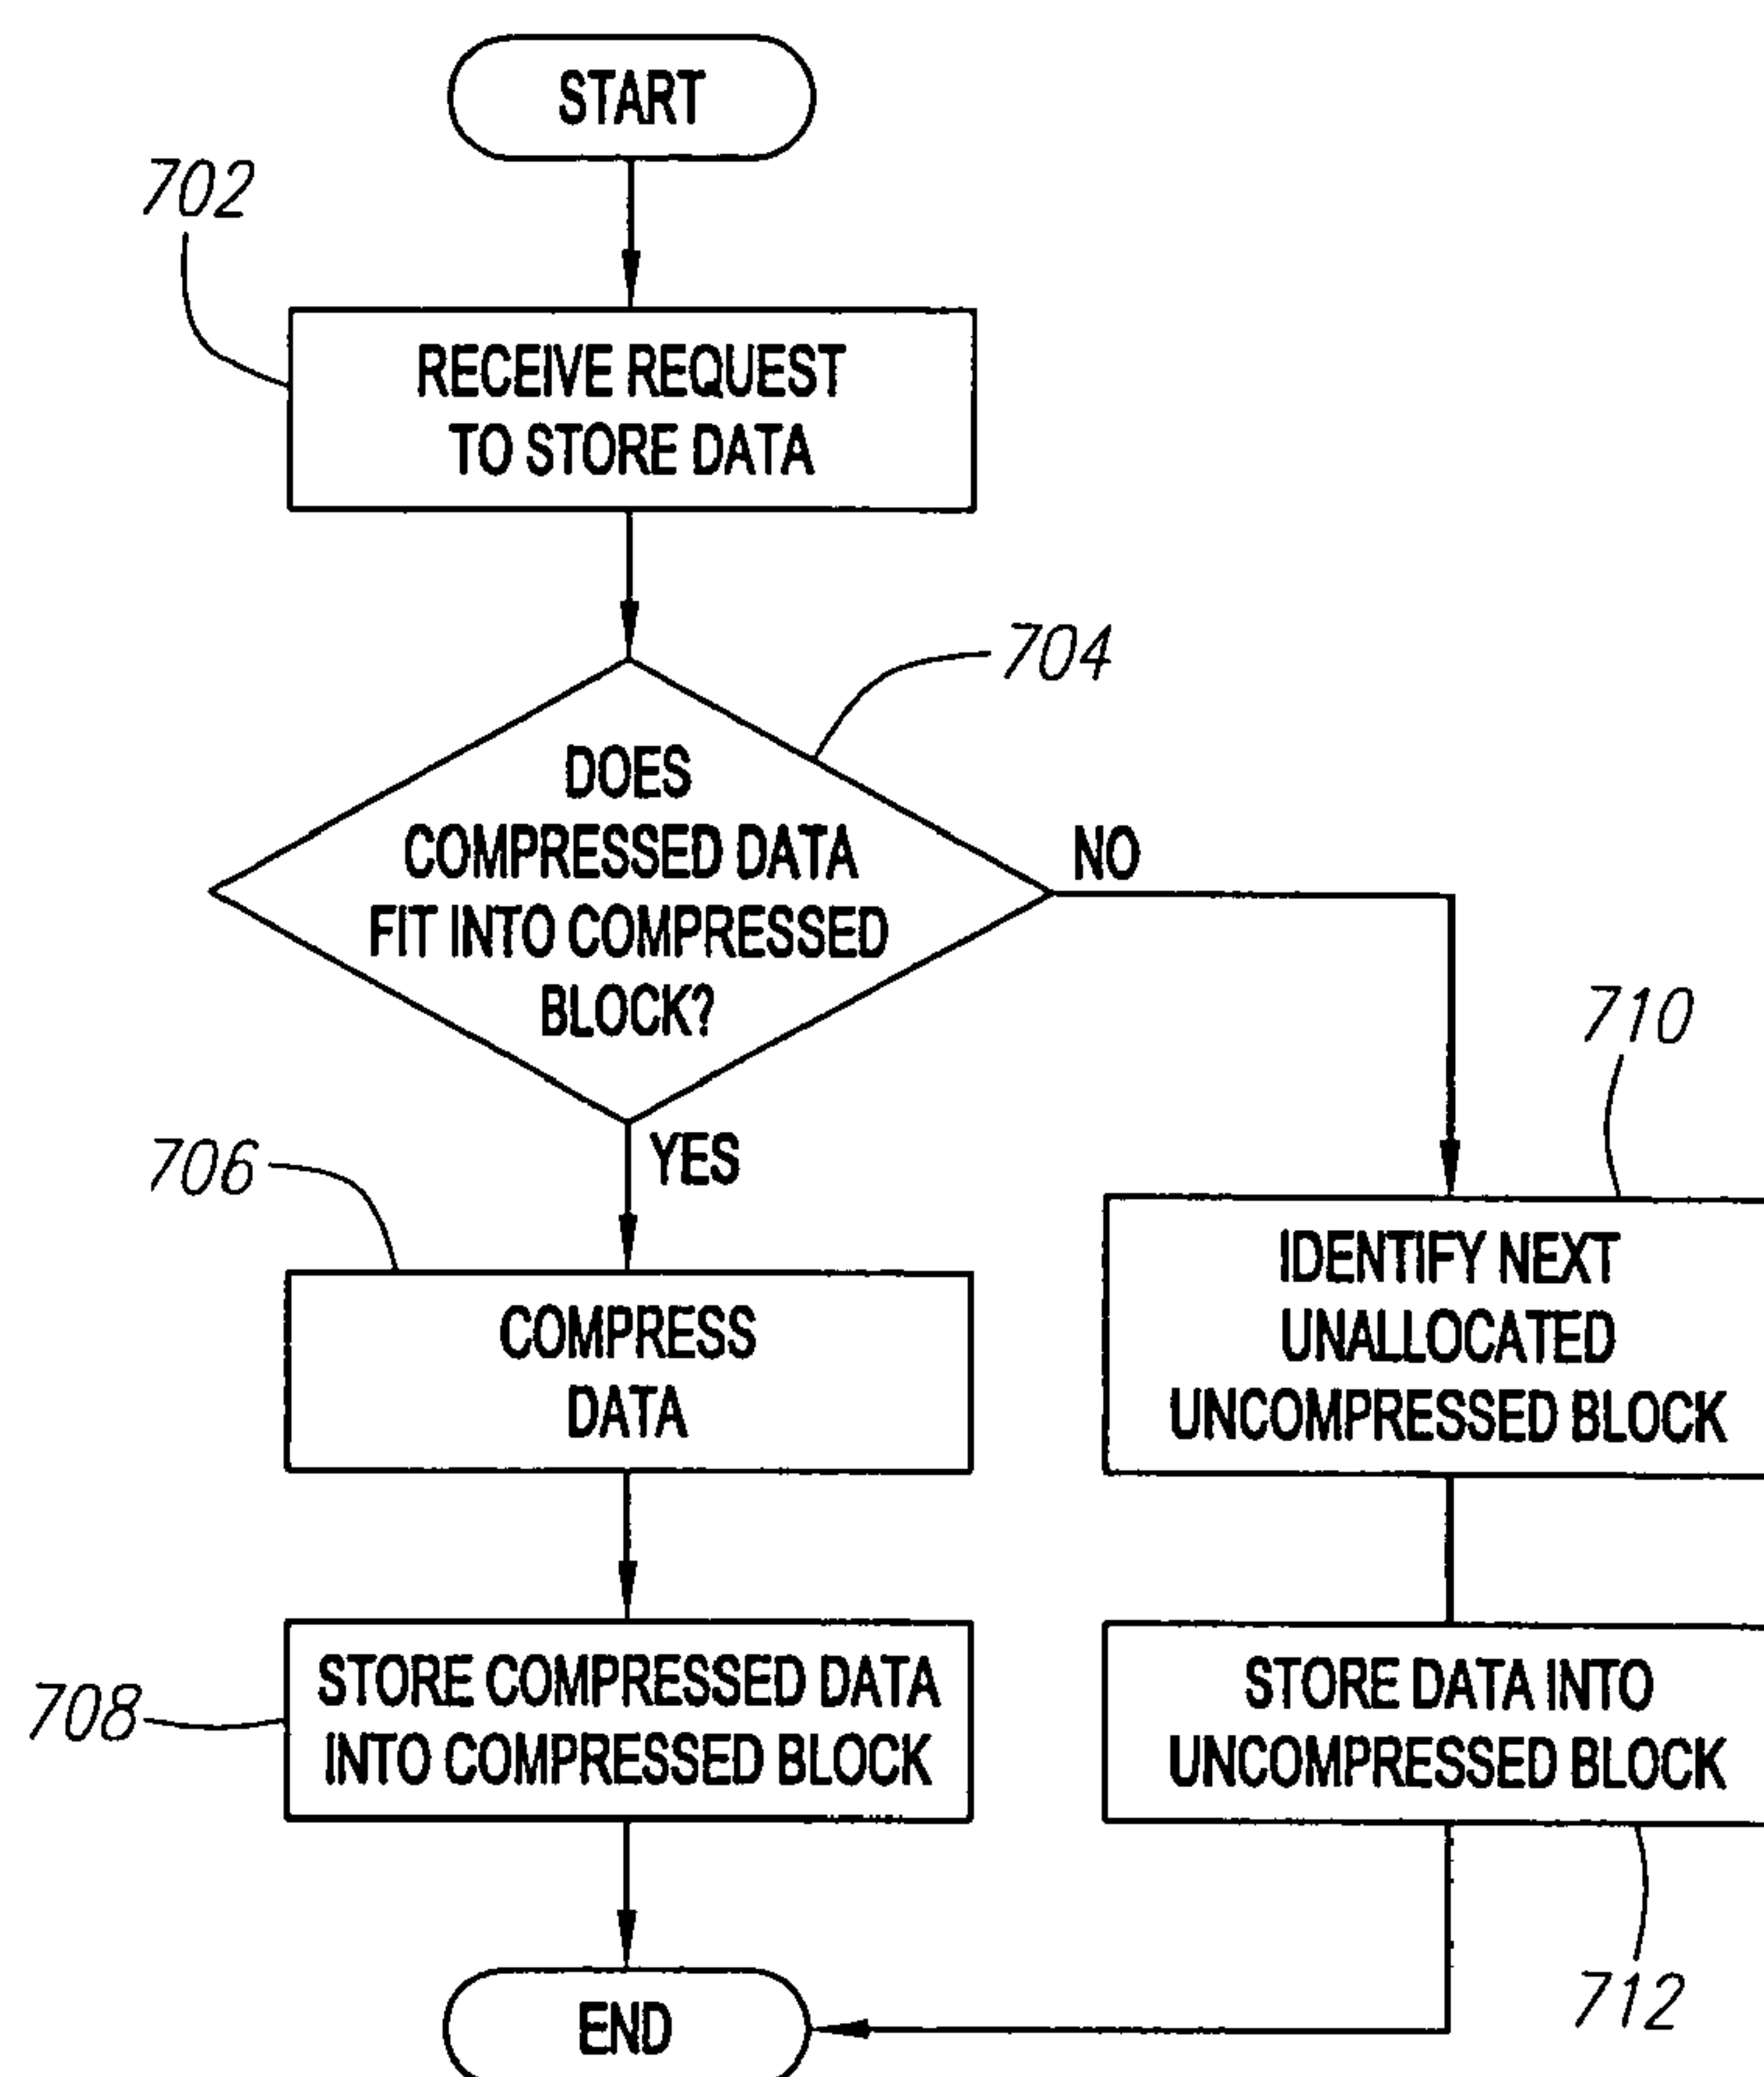 START
702
RECEIVE REQUEST
TO STORE DATA
704
DOES
COMPRESSED DATA
FIT INTO COMPRESSED
BLOCK?
NO
YES
706
COMPRESS
DATA
710
IDENTIFY NEXT
UNALLOCATED
UNCOMPRESSED BLOCK
708
STORE COMPRESSED DATA
INTO COMPRESSED BLOCK
STORE DATA INTO
UNCOMPRESSED BLOCK
712
END